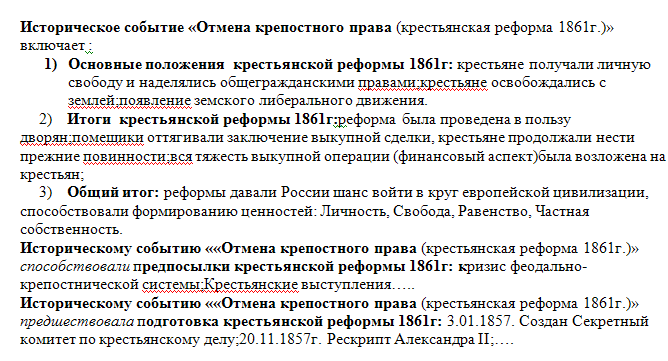 Историческое событие «Отмена крепостного права (крестьянская реформа 1861г.)»
включает :
1) Основные положения крестьянской реформы 1861г: крестьяне получали личную
свободу и наделялись общегражданскими правами;крестьяне освобождались с
землей;появление земского либерального движения.
2) Итоги крестьянской реформы 1861г:реформа была проведена в пользу
дворян;помещики оттягивали заключение выкупной сделки, крестьяне продолжали нести
прежние повинности;вся тяжесть выкупной операции (финансовый аспект)была возложена на
крестьян;
3) Общий итог: реформы давали России шанс войти в круг европейской цивилизации,
способствовали формированию ценностей: Личность, Свобода, Равенство, Частная
собственность.
Историческому событию ««Отмена крепостного права (крестьянская реформа 1861г.)»
способствовали предпосылки крестьянской реформы 1861г: кризис феодально-
крепостнической системы;Крестьянские выступления…..
Историческому событию ««Отмена крепостного права (крестьянская реформа 1861г.)»
предшествовала подготовка крестьянской реформы 1861г: 3.01.1857. Создан Секретный
комитет по крестьянскому делу;20.11.1857г. Рескрипт Александра II;….